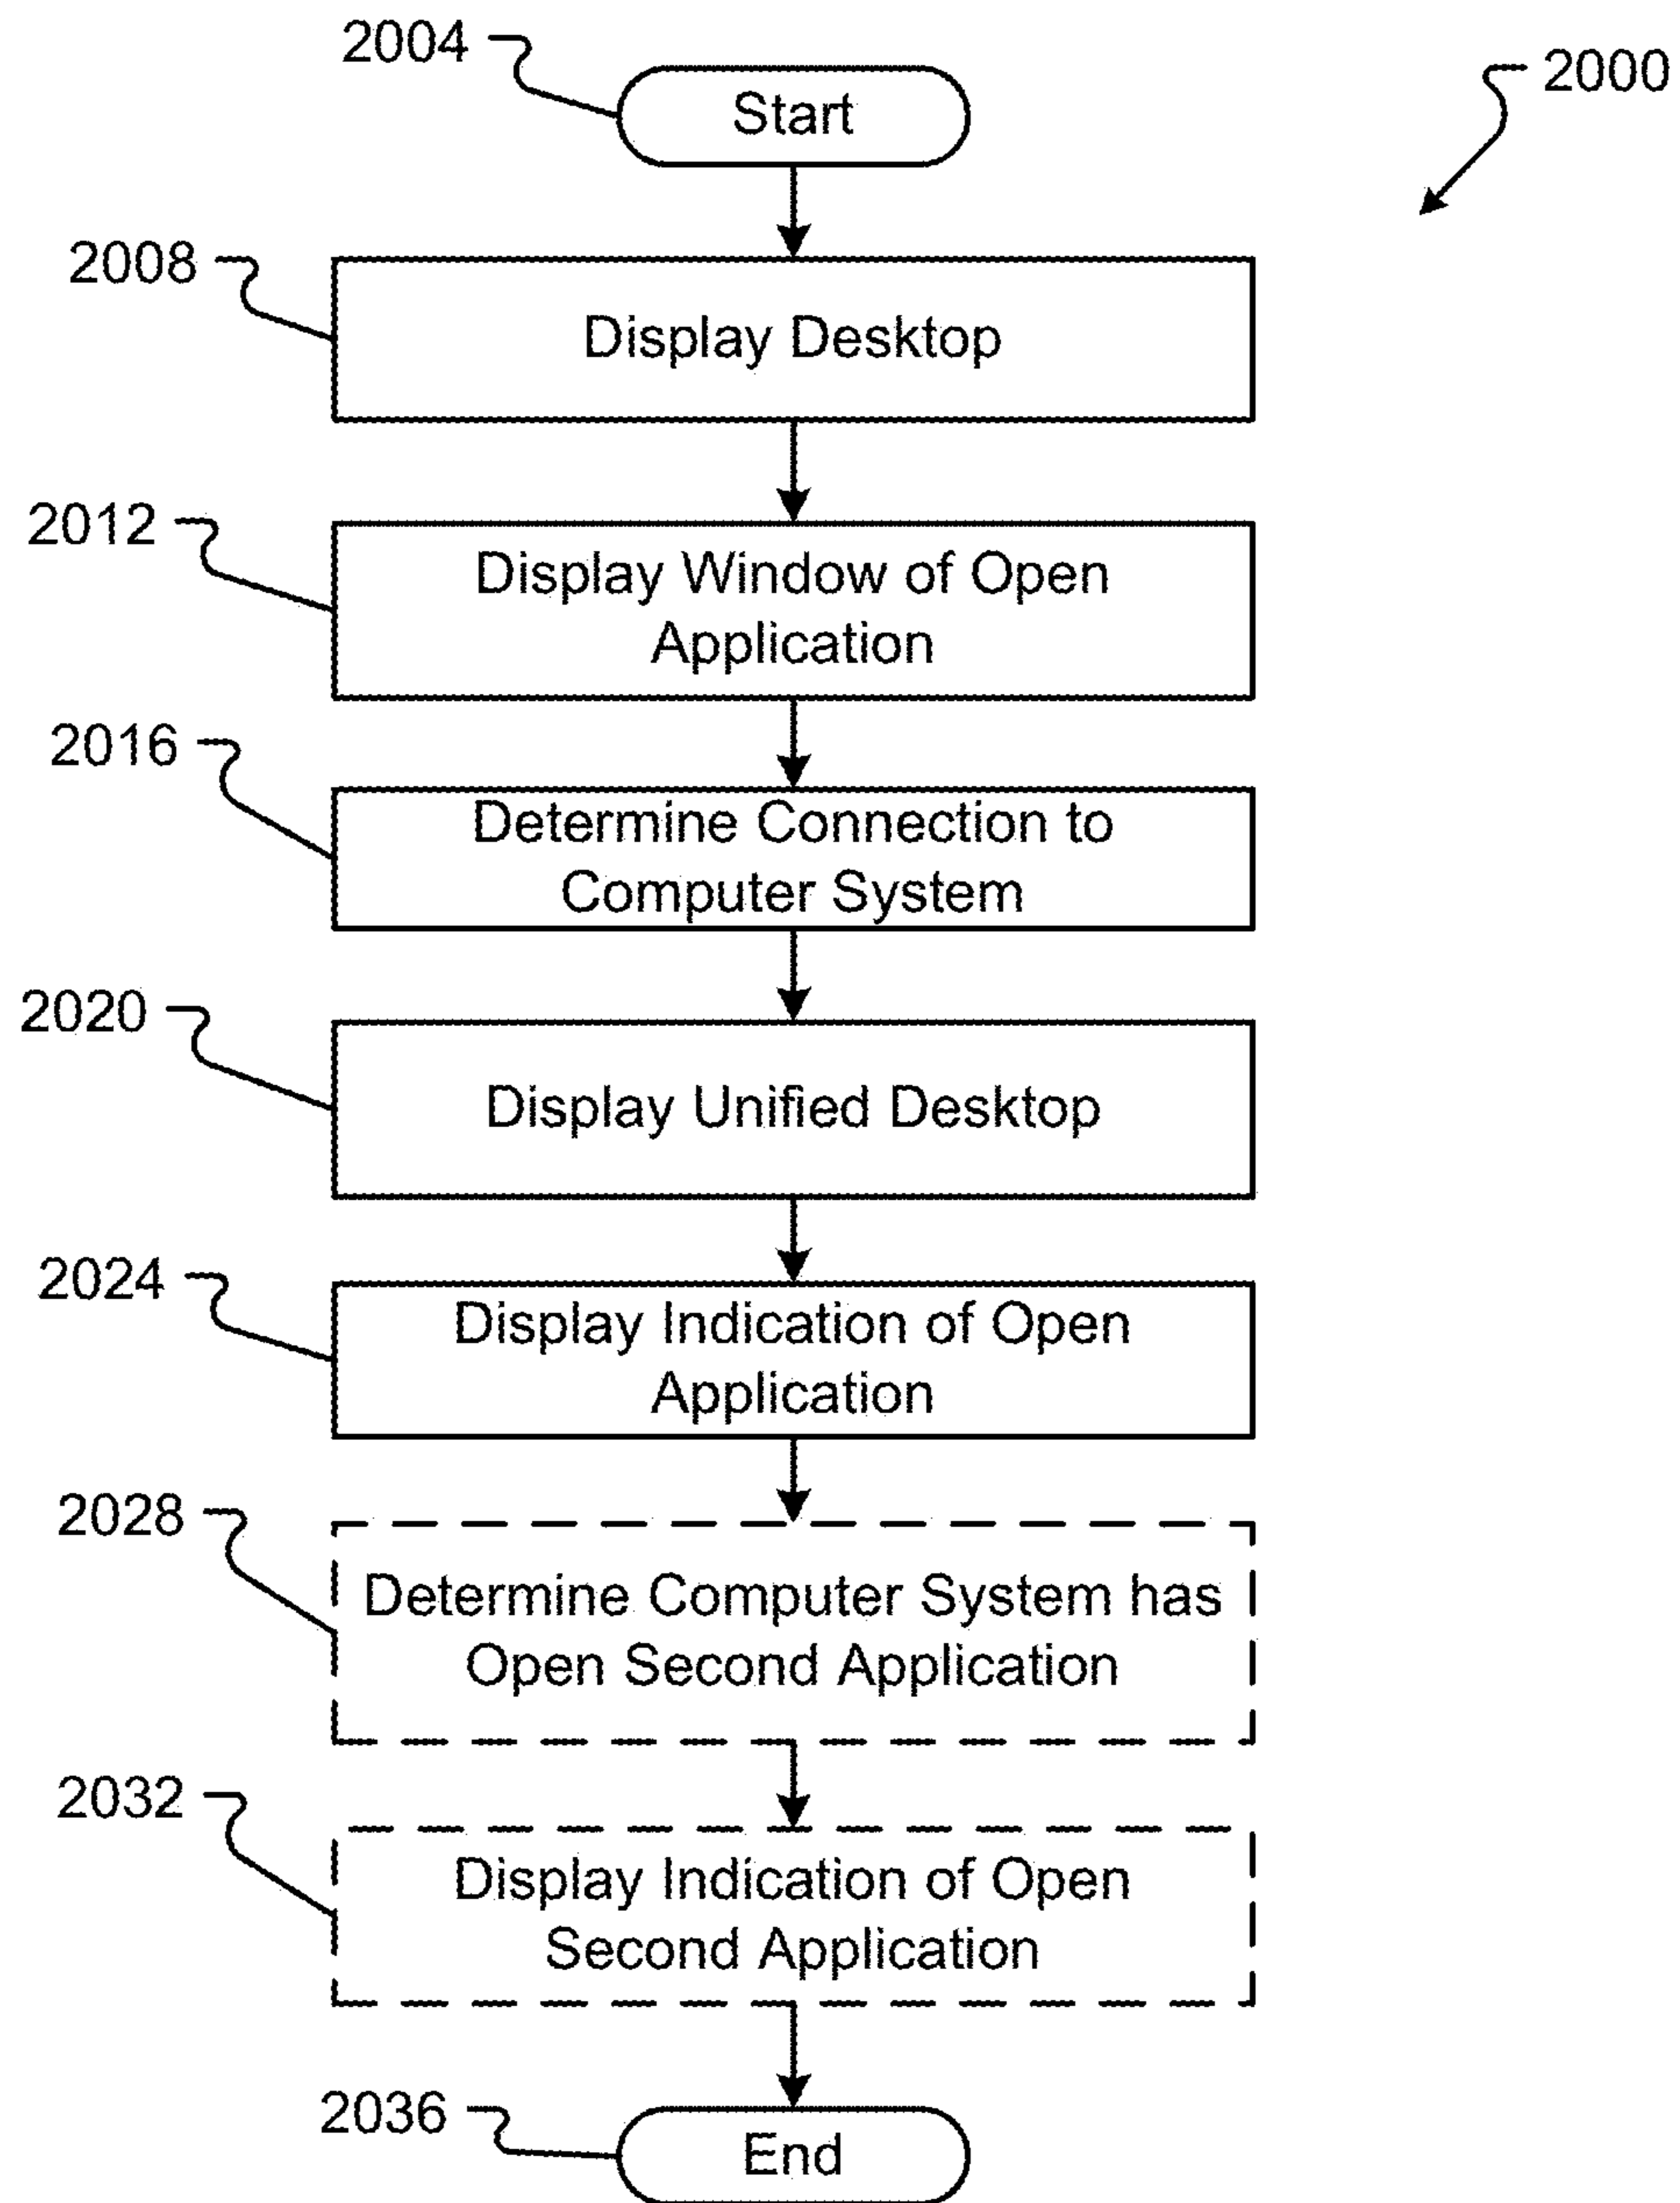 2004
Start
2000
2008
Display Desktop
2012
Display Window of Open
Application
2016
Determine Connection to
Computer System
2020
Display Unified Desktop
2024
Display Indication of Open
Application
2028
Determine Computer System has
Open Second Application
2032
Display Indication of Open
Second Application
2036
End